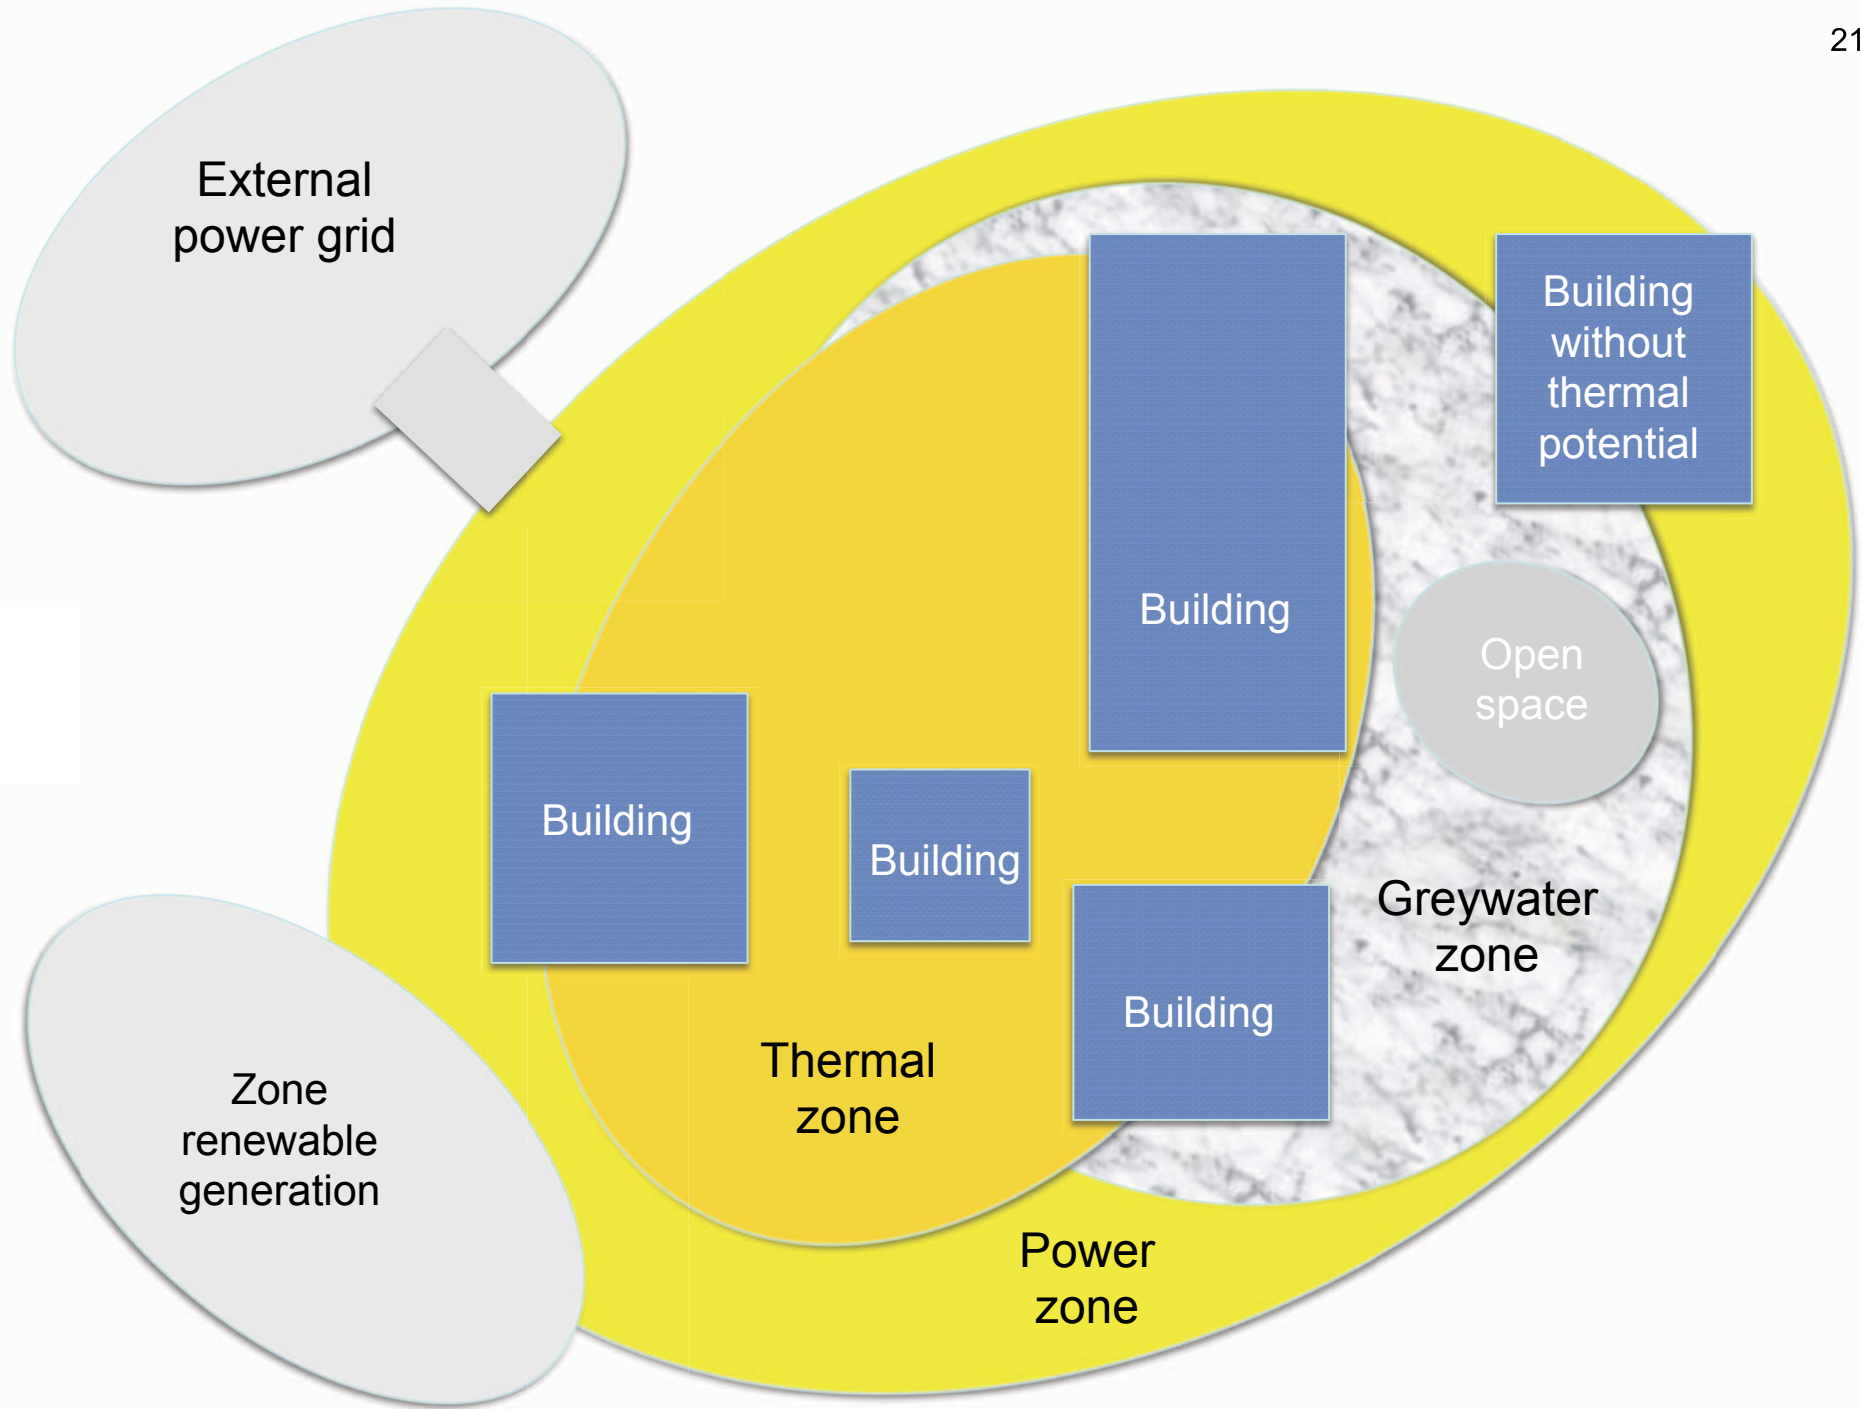 21
External
power grid
Building
without
thermal
potential
Building
Open
space
Building
Building
Greywater
zone
Building
Thermal
zone
Zone
renewable
generation
Power
zone